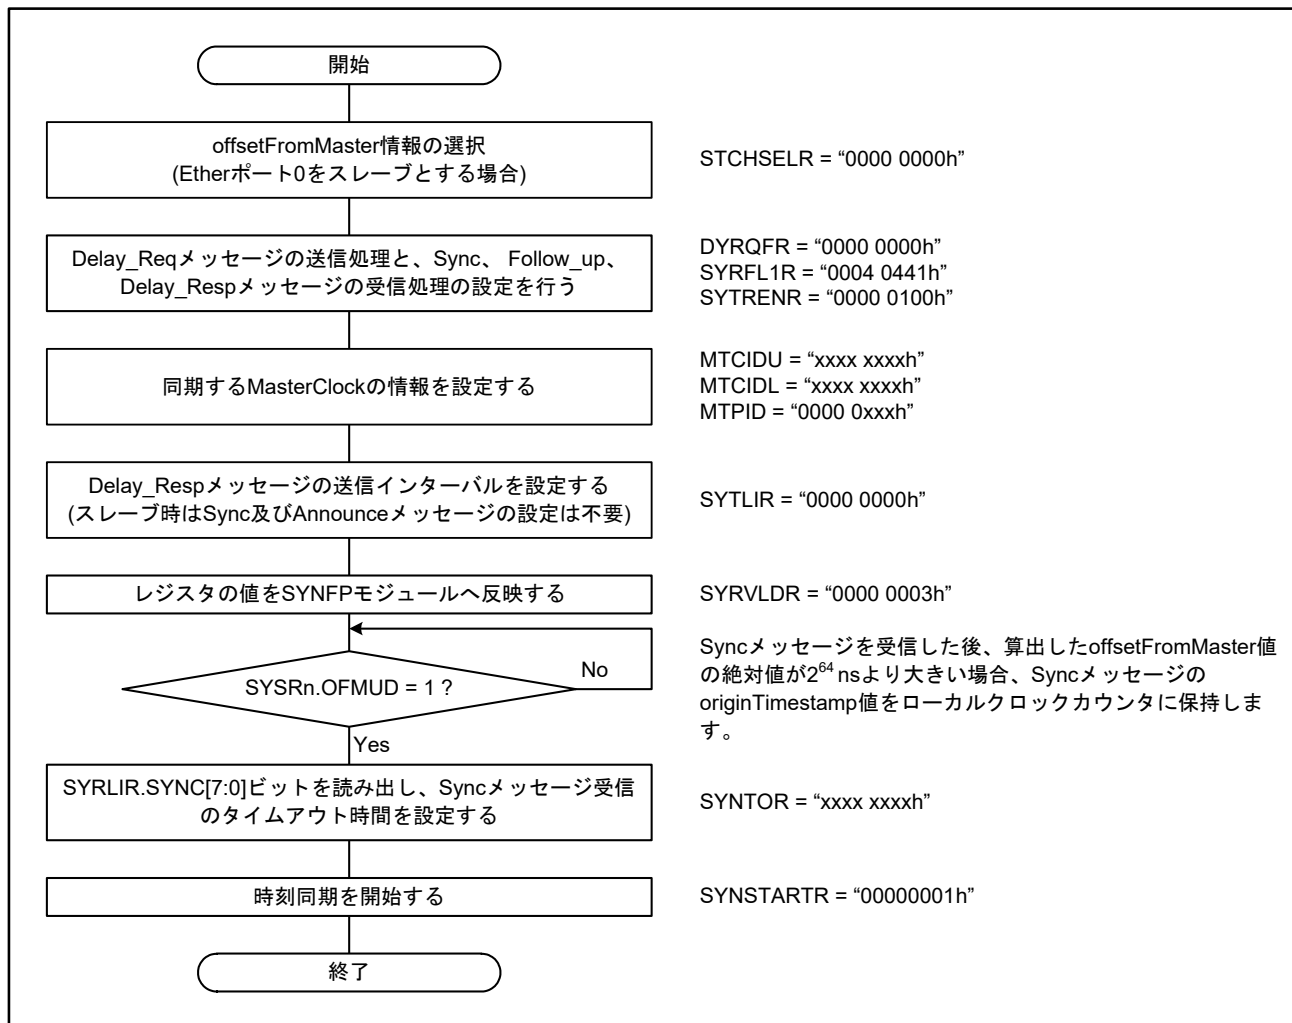 開始
offsetFromMaster情報の選択
(Etherポート0をスレーブとする場合)
STCHSELR = “0000 0000h”
Delay_Reqメッセージの送信処理と、Sync、 Follow_up、
Delay_Respメッセージの受信処理の設定を行う
DYRQFR = “0000 0000h”
SYRFL1R = “0004 0441h”
SYTRENR = “0000 0100h”
同期するMasterClockの情報を設定する
MTCIDU = “xxxx xxxxh”
MTCIDL = “xxxx xxxxh”
MTPID = “0000 0xxxh”
Delay_Respメッセージの送信インターバルを設定する
(スレーブ時はSync及びAnnounceメッセージの設定は不要)
SYTLIR = “0000 0000h”
レジスタの値をSYNFPモジュールへ反映する
SYRVLDR = “0000 0003h”
SYSRn.OFMUD = 1 ?
No
Yes
Syncメッセージを受信した後、算出したoffsetFromMaster値
の絶対値が2^64 nsより大きい場合、Syncメッセージの
originTimestamp値をローカルクロックカウンタに保持しま
す。
SYRLIR.SYNC[7:0]ビットを読み出し、Syncメッセージ受信
のタイムアウト時間を設定する
SYNTOR = “xxxx xxxxh”
時刻同期を開始する
SYNSTARTR = “00000001h”
終了